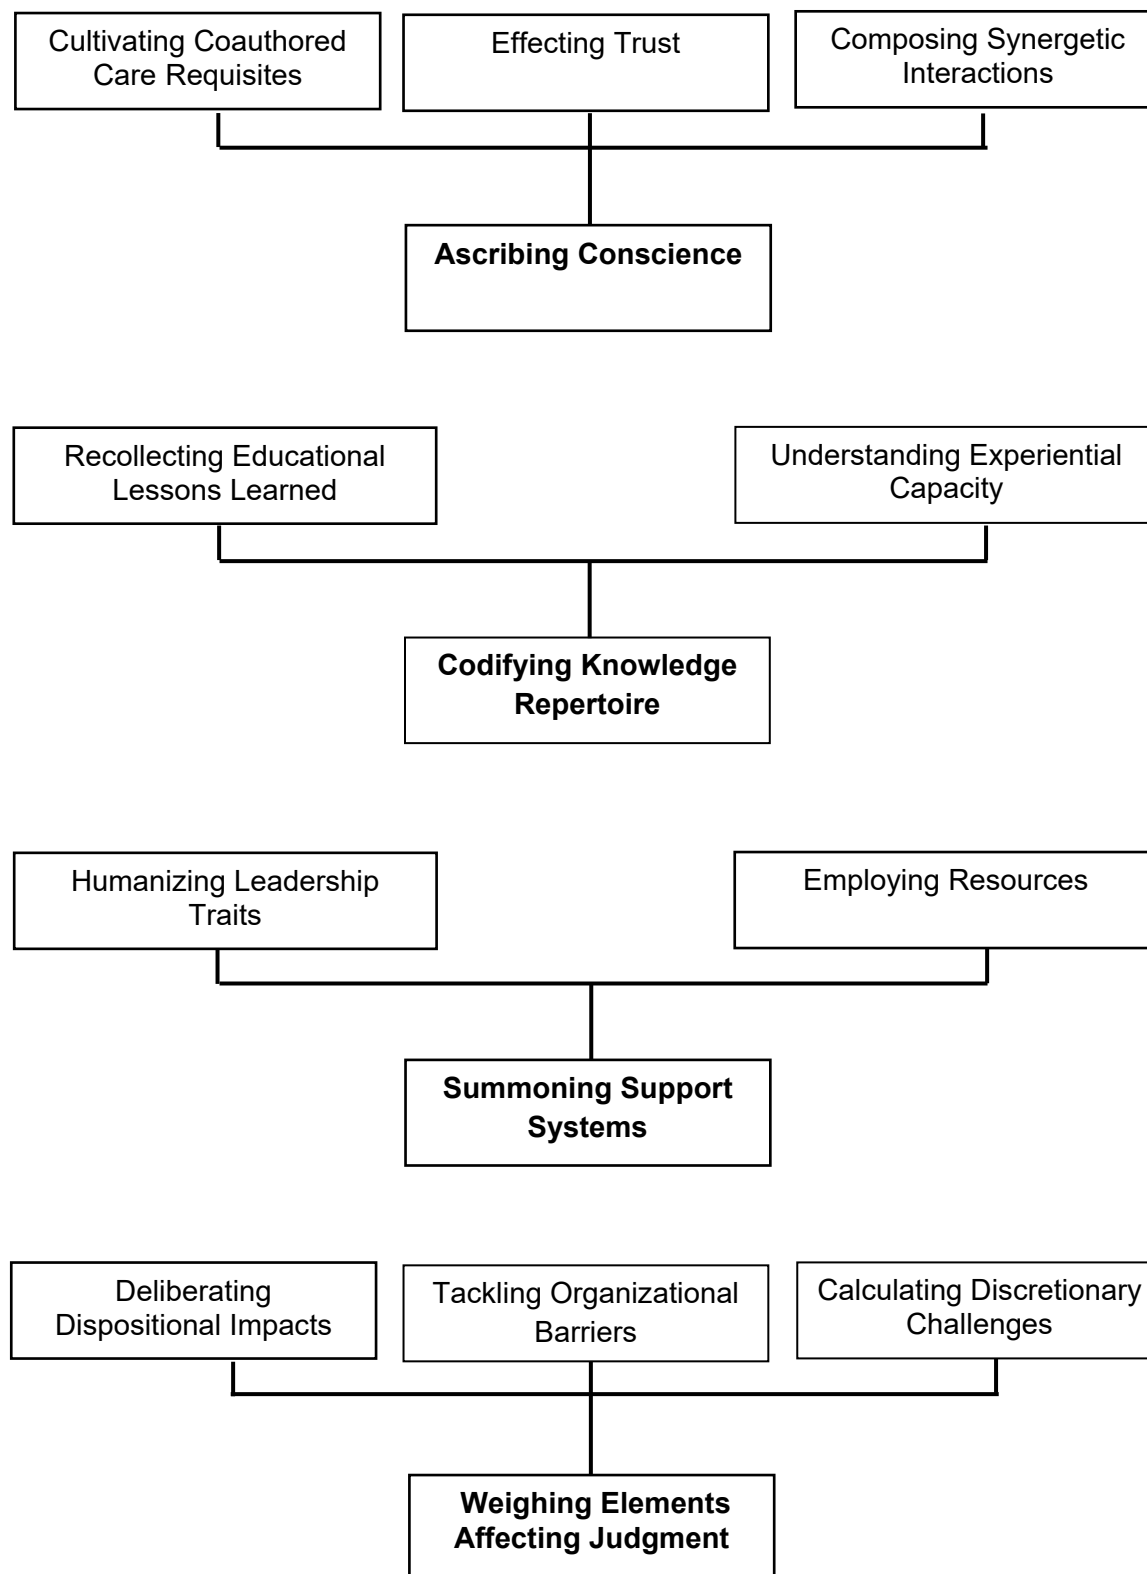 Cultivating Coauthored
Care Requisites
Effecting Trust
Composing Synergetic
Interactions
Ascribing Conscience
Recollecting Educational
Lessons Learned
Understanding Experiential
Capacity
Codifying Knowledge
Repertoire
Humanizing Leadership
Traits
Employing Resources
Summoning Support
Systems
Deliberating
Dispositional Impacts
Tackling Organizational
Barriers
Calculating Discretionary
Challenges
Weighing Elements
Affecting Judgment